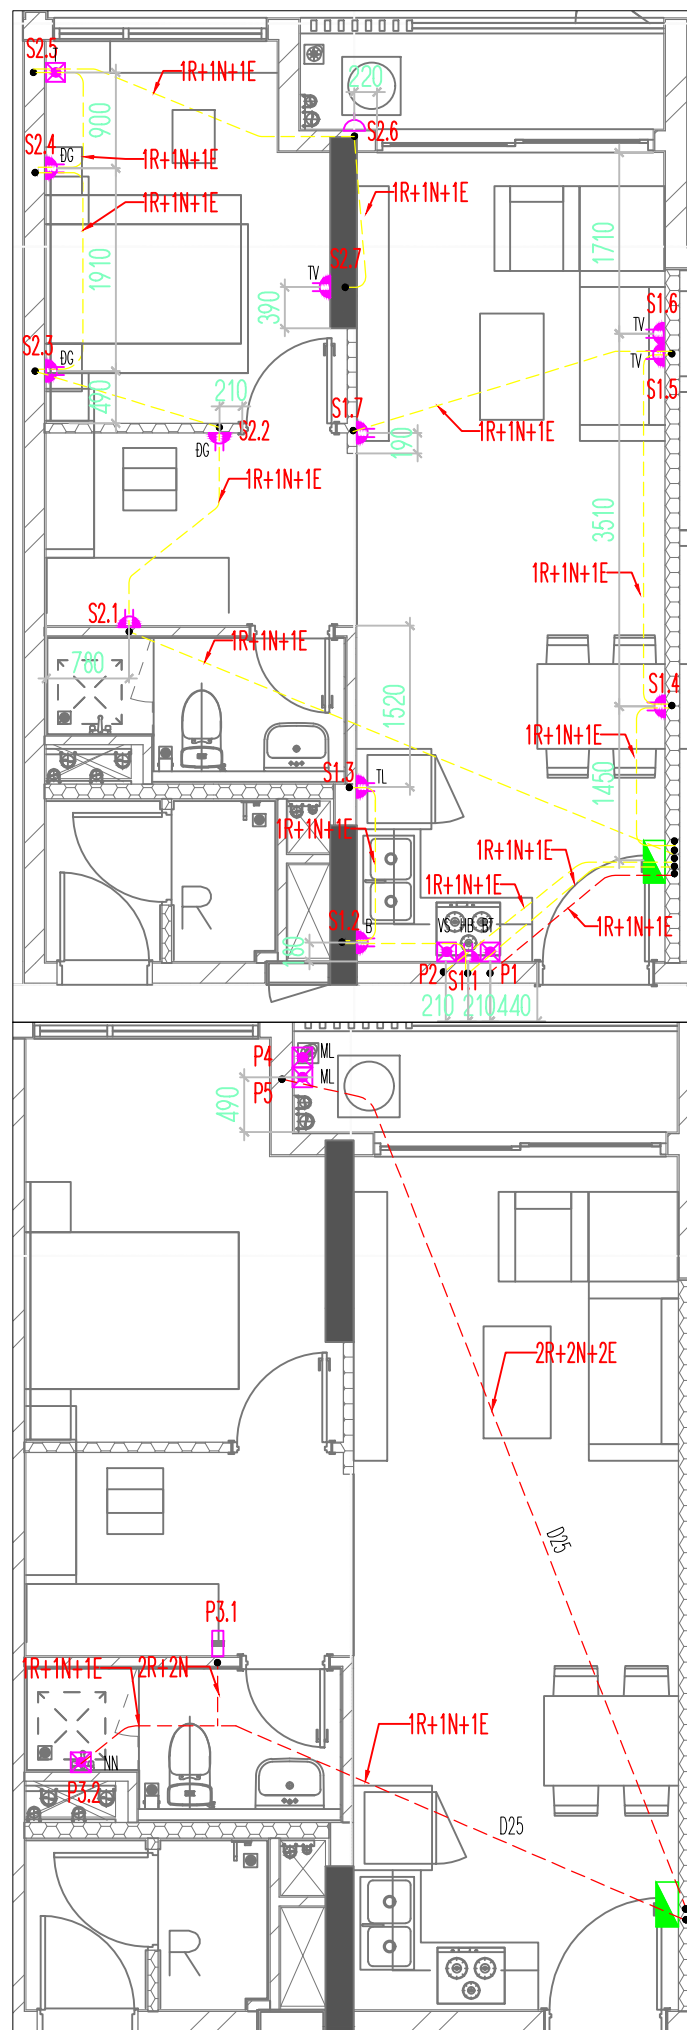 S2.5
1R+1N+1E
220
S2.6
900
S2.4
ĐG
1R+1N+1E
1R+1N+1E
1R+1N+1E
1710
1910
S2.7
TV
390
S1.6
TV
S2.3
ĐG
TV
S1.5
490
210
S1.7
S2.2
ĐG
1R+1N+1E
190
1R+1N+1E
3510
1R+1N+1E
S2.1
1R+1N+1E
780
1520
S1.4
1R+1N+1E
S1.3
TL
1450
1R+1N+1E
1R+1N+1E
1R+1N+1E
S1.2
B
VS
HB
BT
1R+1N+1E
180
P2
S1.1
P1
210
210
440
R
P4
ML
P5
ML
490
2R+2N+2E
D25
P3.1
1R+1N+1E
2R+2N
1R+1N+1E
NN
P3.2
D25
R